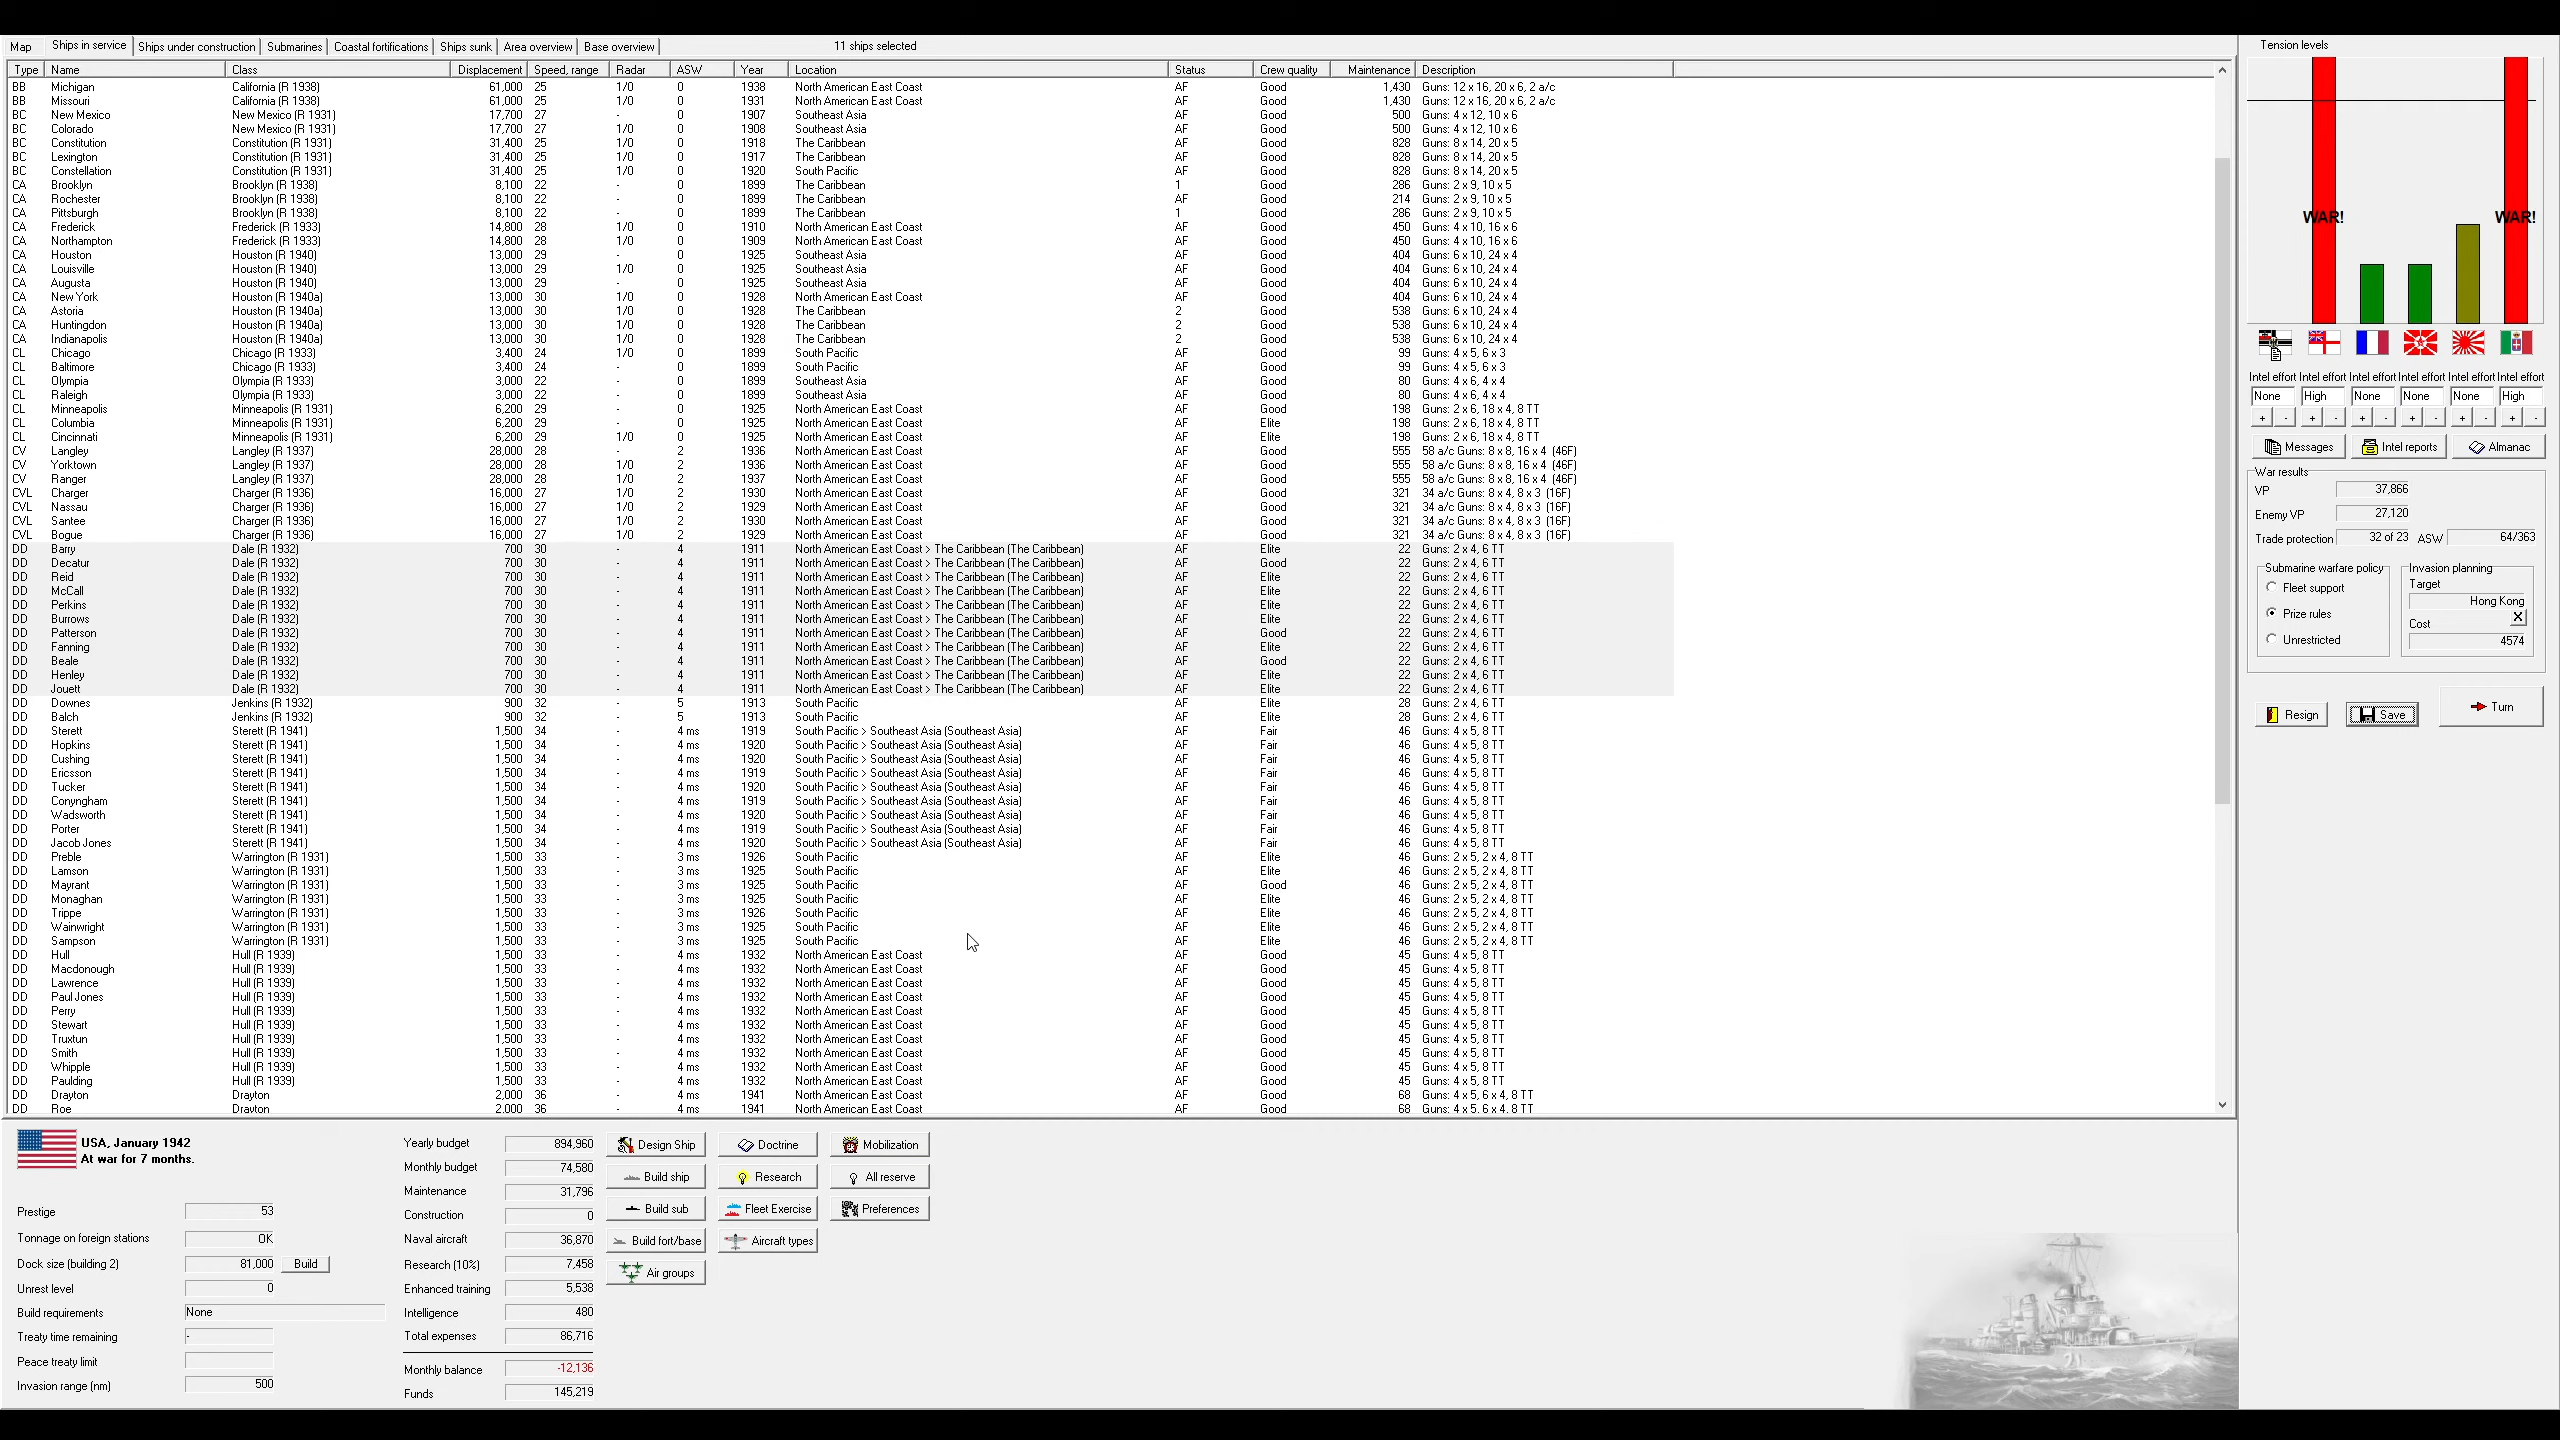 Map Ships in service Ships under construction Submarines Coastal fortifications Ships sunk Area overview Base overview 11 ships selected
Type Name Class Displacement Speed, range Radar ASW Year Location Status Crew quality Maintenance Description
BB Michigan California (R 1938) 61,000 25 1/0 0 1938 North American East Coast AF Good 1,430 Guns: 12 x 16, 20 x 6, 2 a/c
BB Missouri California (R 1938) 61,000 25 1/0 0 1931 North American East Coast AF Good 1,430 Guns: 12 x 16, 20 x 6, 2 a/c
BC New Mexico New Mexico (R 1931) 17,700 27 - 0 1907 Southeast Asia AF Good 500 Guns: 4 x 12, 10 x 6
BC Colorado New Mexico (R 1931) 17,700 27 1/0 0 1908 Southeast Asia AF Good 500 Guns: 4 x 12, 10 x 6
BC Constitution Constitution (R 1931) 31,400 25 1/0 0 1918 The Caribbean AF Good 828 Guns: 8 x 14, 20 x 5
BC Lexington Constitution (R 1931) 31,400 25 1/0 0 1917 The Caribbean AF Good 828 Guns: 8 x 14, 20 x 5
BC Constellation Constitution (R 1931) 31,400 25 1/0 0 1920 South Pacific AF Good 828 Guns: 8 x 14, 20 x 5
CA Brooklyn Brooklyn (R 1938) 8,100 22 - 0 1899 The Caribbean 1 Good 286 Guns: 2 x 9, 10 x 5
CA Rochester Brooklyn (R 1938) 8,100 22 - 0 1899 The Caribbean AF Good 214 Guns: 2 x 9, 10 x 5
CA Pittsburgh Brooklyn (R 1938) 8,100 22 - 0 1899 The Caribbean 1 Good 286 Guns: 2 x 9, 10 x 5
CA Frederick Frederick (R 1933) 14,800 28 1/0 0 1910 North American East Coast AF Good 450 Guns: 4 x 10, 16 x 6
CA Northampton Frederick (R 1933) 14,800 28 1/0 0 1909 North American East Coast AF Good 450 Guns: 4 x 10, 16 x 6
CA Houston Houston (R 1940) 13,000 29 - 0 1925 Southeast Asia AF Good 404 Guns: 6 x 10, 24 x 4
CA Louisville Houston (R 1940) 13,000 29 1/0 0 1925 Southeast Asia AF Good 404 Guns: 6 x 10, 24 x 4
CA Augusta Houston (R 1940) 13,000 29 - 0 1925 Southeast Asia AF Good 404 Guns: 6 x 10, 24 x 4
CA New York Houston (R 1940a) 13,000 30 1/0 0 1928 North American East Coast AF Good 404 Guns: 6 x 10, 24 x 4
CA Astoria Houston (R 1940a) 13,000 30 1/0 0 1928 The Caribbean 2 Good 538 Guns: 6 x 10, 24 x 4
CA Huntingdon Houston (R 1940a) 13,000 30 1/0 0 1928 The Caribbean 2 Good 538 Guns: 6 x 10, 24 x 4
CA Indianapolis Houston (R 1940a) 13,000 30 1/0 0 1928 The Caribbean 2 Good 538 Guns: 6 x 10, 24 x 4
CL Chicago Chicago (R 1933) 3,400 24 1/0 0 1899 South Pacific AF Good 99 Guns: 4 x 5, 6 x 3
CL Baltimore Chicago (R 1933) 3,400 24 - 0 1899 South Pacific AF Good 99 Guns: 4 x 5, 6 x 3
CL Olympia Olympia (R 1933) 3,000 22 - 0 1899 Southeast Asia AF Good 80 Guns: 4 x 6, 4 x 4
CL Raleigh Olympia (R 1933) 3,000 22 - 0 1899 Southeast Asia AF Good 80 Guns: 4 x 6, 4 x 4
CL Minneapolis Minneapolis (R 1931) 6,200 29 - 0 1925 North American East Coast AF Good 198 Guns: 2 x 6, 18 x 4, 8 TT
CL Columbia Minneapolis (R 1931) 6,200 29 - 0 1925 North American East Coast AF Elite 198 Guns: 2 x 6, 18 x 4, 8 TT
CL Cincinnati Minneapolis (R 1931) 6,200 29 1/0 0 1925 North American East Coast AF Good 198 Guns: 2 x 6, 18 x 4, 8 TT
CV Langley Langley (R 1937) 28,000 28 - 2 1936 North American East Coast AF Good 555 58 a/c Guns: 8 x 8, 16 x 4 (46F)
CV Yorktown Langley (R 1937) 28,000 28 1/0 2 1936 North American East Coast AF Good 555 58 a/c Guns: 8 x 8, 16 x 4 (46F)
CV Ranger Langley (R 1937) 28,000 28 1/0 2 1937 North American East Coast AF Good 555 58 a/c Guns: 8 x 8, 16 x 4 (46F)
CVL Charger Charger (R 1936) 16,000 27 1/0 2 1930 North American East Coast AF Good 321 34 a/c Guns: 8 x 4, 8 x 3 (16F)
CVL Nassau Charger (R 1936) 16,000 27 1/0 2 1929 North American East Coast AF Good 321 34 a/c Guns: 8 x 4, 8 x 3 (16F)
CVL Santee Charger (R 1936) 16,000 27 1/0 2 1930 North American East Coast AF Good 321 34 a/c Guns: 8 x 4, 8 x 3 (16F)
CVL Bogue Charger (R 1936) 16,000 27 1/0 2 1929 North American East Coast AF Good 321 34 a/c Guns: 8 x 4, 8 x 3 (16F)
DD Barry Dale (R 1932) 700 30 - 4 1911 North American East Coast > The Caribbean (The Caribbean) AF Elite 22 Guns: 2 x 4, 6 TT
DD Decatur Dale (R 1932) 700 30 - 4 1911 North American East Coast > The Caribbean (The Caribbean) AF Good 22 Guns: 2 x 4, 6 TT
DD Reid Dale (R 1932) 700 30 - 4 1911 North American East Coast > The Caribbean (The Caribbean) AF Elite 22 Guns: 2 x 4, 6 TT
DD McCall Dale (R 1932) 700 30 - 4 1911 North American East Coast > The Caribbean (The Caribbean) AF Elite 22 Guns: 2 x 4, 6 TT
DD Perkins Dale (R 1932) 700 30 - 4 1911 North American East Coast > The Caribbean (The Caribbean) AF Elite 22 Guns: 2 x 4, 6 TT
DD Burrows Dale (R 1932) 700 30 - 4 1911 North American East Coast > The Caribbean (The Caribbean) AF Elite 22 Guns: 2 x 4, 6 TT
DD Patterson Dale (R 1932) 700 30 - 4 1911 North American East Coast > The Caribbean (The Caribbean) AF Good 22 Guns: 2 x 4, 6 TT
DD Fanning Dale (R 1932) 700 30 - 4 1911 North American East Coast > The Caribbean (The Caribbean) AF Elite 22 Guns: 2 x 4, 6 TT
DD Beale Dale (R 1932) 700 30 - 4 1911 North American East Coast > The Caribbean (The Caribbean) AF Good 22 Guns: 2 x 4, 6 TT
DD Henley Dale (R 1932) 700 30 - 4 1911 North American East Coast > The Caribbean (The Caribbean) AF Elite 22 Guns: 2 x 4, 6 TT
DD Jouett Dale (R 1932) 700 30 - 4 1911 North American East Coast > The Caribbean (The Caribbean) AF Elite 22 Guns: 2 x 4, 6 TT
DD Downes Jenkins (R 1932) 900 32 - 5 1913 South Pacific AF Elite 28 Guns: 2 x 4, 8 TT
DD Balch Jenkins (R 1932) 900 32 - 5 1913 South Pacific AF Elite 28 Guns: 2 x 4, 8 TT
DD Sterett Sterett (R 1941) 1,500 34 - 4 ms 1919 South Pacific > Southeast Asia (Southeast Asia) AF Fair 46 Guns: 4 x 5, 8 TT
DD Hopkins Sterett (R 1941) 1,500 34 - 4 ms 1920 South Pacific > Southeast Asia (Southeast Asia) AF Fair 46 Guns: 4 x 5, 8 TT
DD Cushing Sterett (R 1941) 1,500 34 - 4 ms 1920 South Pacific > Southeast Asia (Southeast Asia) AF Fair 46 Guns: 4 x 5, 8 TT
DD Ericsson Sterett (R 1941) 1,500 34 - 4 ms 1919 South Pacific > Southeast Asia (Southeast Asia) AF Fair 46 Guns: 4 x 5, 8 TT
DD Tucker Sterett (R 1941) 1,500 34 - 4 ms 1920 South Pacific > Southeast Asia (Southeast Asia) AF Fair 46 Guns: 4 x 5, 8 TT
DD Conyngham Sterett (R 1941) 1,500 34 - 4 ms 1919 South Pacific > Southeast Asia (Southeast Asia) AF Fair 46 Guns: 4 x 5, 8 TT
DD Wadsworth Sterett (R 1941) 1,500 34 - 4 ms 1920 South Pacific > Southeast Asia (Southeast Asia) AF Fair 46 Guns: 4 x 5, 8 TT
DD Porter Sterett (R 1941) 1,500 34 - 4 ms 1919 South Pacific > Southeast Asia (Southeast Asia) AF Fair 46 Guns: 4 x 5, 8 TT
DD Jacob Jones Sterett (R 1941) 1,500 34 - 4 ms 1920 South Pacific > Southeast Asia (Southeast Asia) AF Fair 46 Guns: 4 x 5, 8 TT
DD Preble Warrington (R 1931) 1,500 33 - 3 ms 1926 South Pacific AF Elite 46 Guns: 2 x 5, 2 x 4, 8 TT
DD Lamson Warrington (R 1931) 1,500 33 - 3 ms 1925 South Pacific AF Elite 46 Guns: 2 x 5, 2 x 4, 8 TT
DD Mayrant Warrington (R 1931) 1,500 33 - 3 ms 1925 South Pacific AF Good 46 Guns: 2 x 5, 2 x 4, 8 TT
DD Monaghan Warrington (R 1931) 1,500 33 - 3 ms 1925 South Pacific AF Elite 46 Guns: 2 x 5, 2 x 4, 8 TT
DD Trippe Warrington (R 1931) 1,500 33 - 3 ms 1926 South Pacific AF Elite 46 Guns: 2 x 5, 2 x 4, 8 TT
DD Wainwright Warrington (R 1931) 1,500 33 - 3 ms 1925 South Pacific AF Elite 46 Guns: 2 x 5, 2 x 4, 8 TT
DD Sampson Warrington (R 1931) 1,500 33 - 3 ms 1925 South Pacific AF Elite 46 Guns: 2 x 5, 2 x 4, 8 TT
DD Hull Hull (R 1939) 1,500 33 - 4 ms 1932 North American East Coast AF Good 45 Guns: 4 x 5, 8 TT
DD Macdonough Hull (R 1939) 1,500 33 - 4 ms 1932 North American East Coast AF Good 45 Guns: 4 x 5, 8 TT
DD Lawrence Hull (R 1939) 1,500 33 - 4 ms 1932 North American East Coast AF Good 45 Guns: 4 x 5, 8 TT
DD Paul Jones Hull (R 1939) 1,500 33 - 4 ms 1932 North American East Coast AF Good 45 Guns: 4 x 5, 8 TT
DD Perry Hull (R 1939) 1,500 33 - 4 ms 1932 North American East Coast AF Good 45 Guns: 4 x 5, 8 TT
DD Stewart Hull (R 1939) 1,500 33 - 4 ms 1932 North American East Coast AF Good 45 Guns: 4 x 5, 8 TT
DD Truxtun Hull (R 1939) 1,500 33 - 4 ms 1932 North American East Coast AF Good 45 Guns: 4 x 5, 8 TT
DD Smith Hull (R 1939) 1,500 33 - 4 ms 1932 North American East Coast AF Good 45 Guns: 4 x 5, 8 TT
DD Whipple Hull (R 1939) 1,500 33 - 4 ms 1932 North American East Coast AF Good 45 Guns: 4 x 5, 8 TT
DD Paulding Hull (R 1939) 1,500 33 - 4 ms 1932 North American East Coast AF Good 45 Guns: 4 x 5, 8 TT
DD Drayton Drayton 2,000 36 - 4 ms 1941 North American East Coast AF Good 68 Guns: 4 x 5, 6 x 4, 8 TT
DD Roe Drayton 2,000 36 - 4 ms 1941 North American East Coast AF Good 68 Guns: 4 x 5, 6 x 4, 8 TT
Tension levels
WAR! WAR!
Intel effort Intel effort Intel effort Intel effort Intel effort Intel effort
None High None None None High
+ - + - + - + - + - + -
Messages Intel reports Almanac
War results
VP 37,866
Enemy VP 27,120
Trade protection 32 of 23 ASW 64/363
Submarine warfare policy Invasion planning
Fleet support
Prize rules
Unrestricted
Target
Hong Kong
Cost X
4574
Resign Save Turn
USA, January 1942
At war for 7 months.
Prestige 53
Tonnage on foreign stations OK
Dock size (building 2) 81,000 Build
Unrest level 0
Build requirements None
Treaty time remaining -
Peace treaty limit
Invasion range (nm) 500
Yearly budget 894,960
Monthly budget 74,580
Maintenance 31,796
Construction 0
Naval aircraft 36,870
Research (10%) 7,458
Enhanced training 5,538
Intelligence 480
Total expenses 86,716
Monthly balance -12,136
Funds 145,219
Design Ship Doctrine Mobilization
Build ship Research All reserve
Build sub Fleet Exercise Preferences
Build fort/base Aircraft types
Air groups